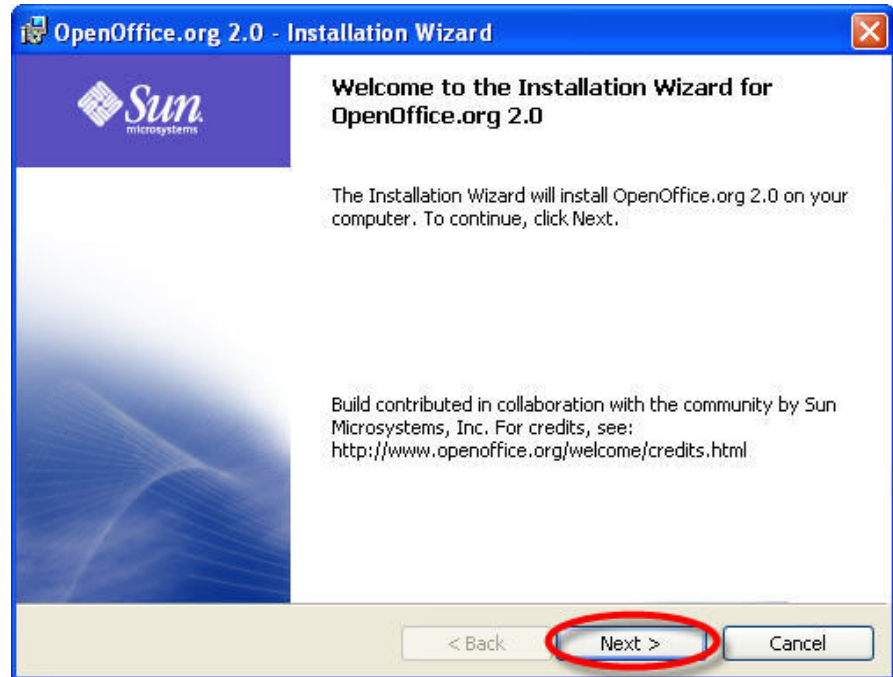 OpenOffice.org 2.0 - Installation Wizard
Sun
microsystems
Welcome to the Installation Wizard for
OpenOffice.org 2.0
The Installation Wizard will install OpenOffice.org 2.0 on your
computer. To continue, click Next.
Build contributed in collaboration with the community by Sun
Microsystems, Inc. For credits, see:
http://www.openoffice.org/welcome/credits.html
< Back
Next >
Cancel